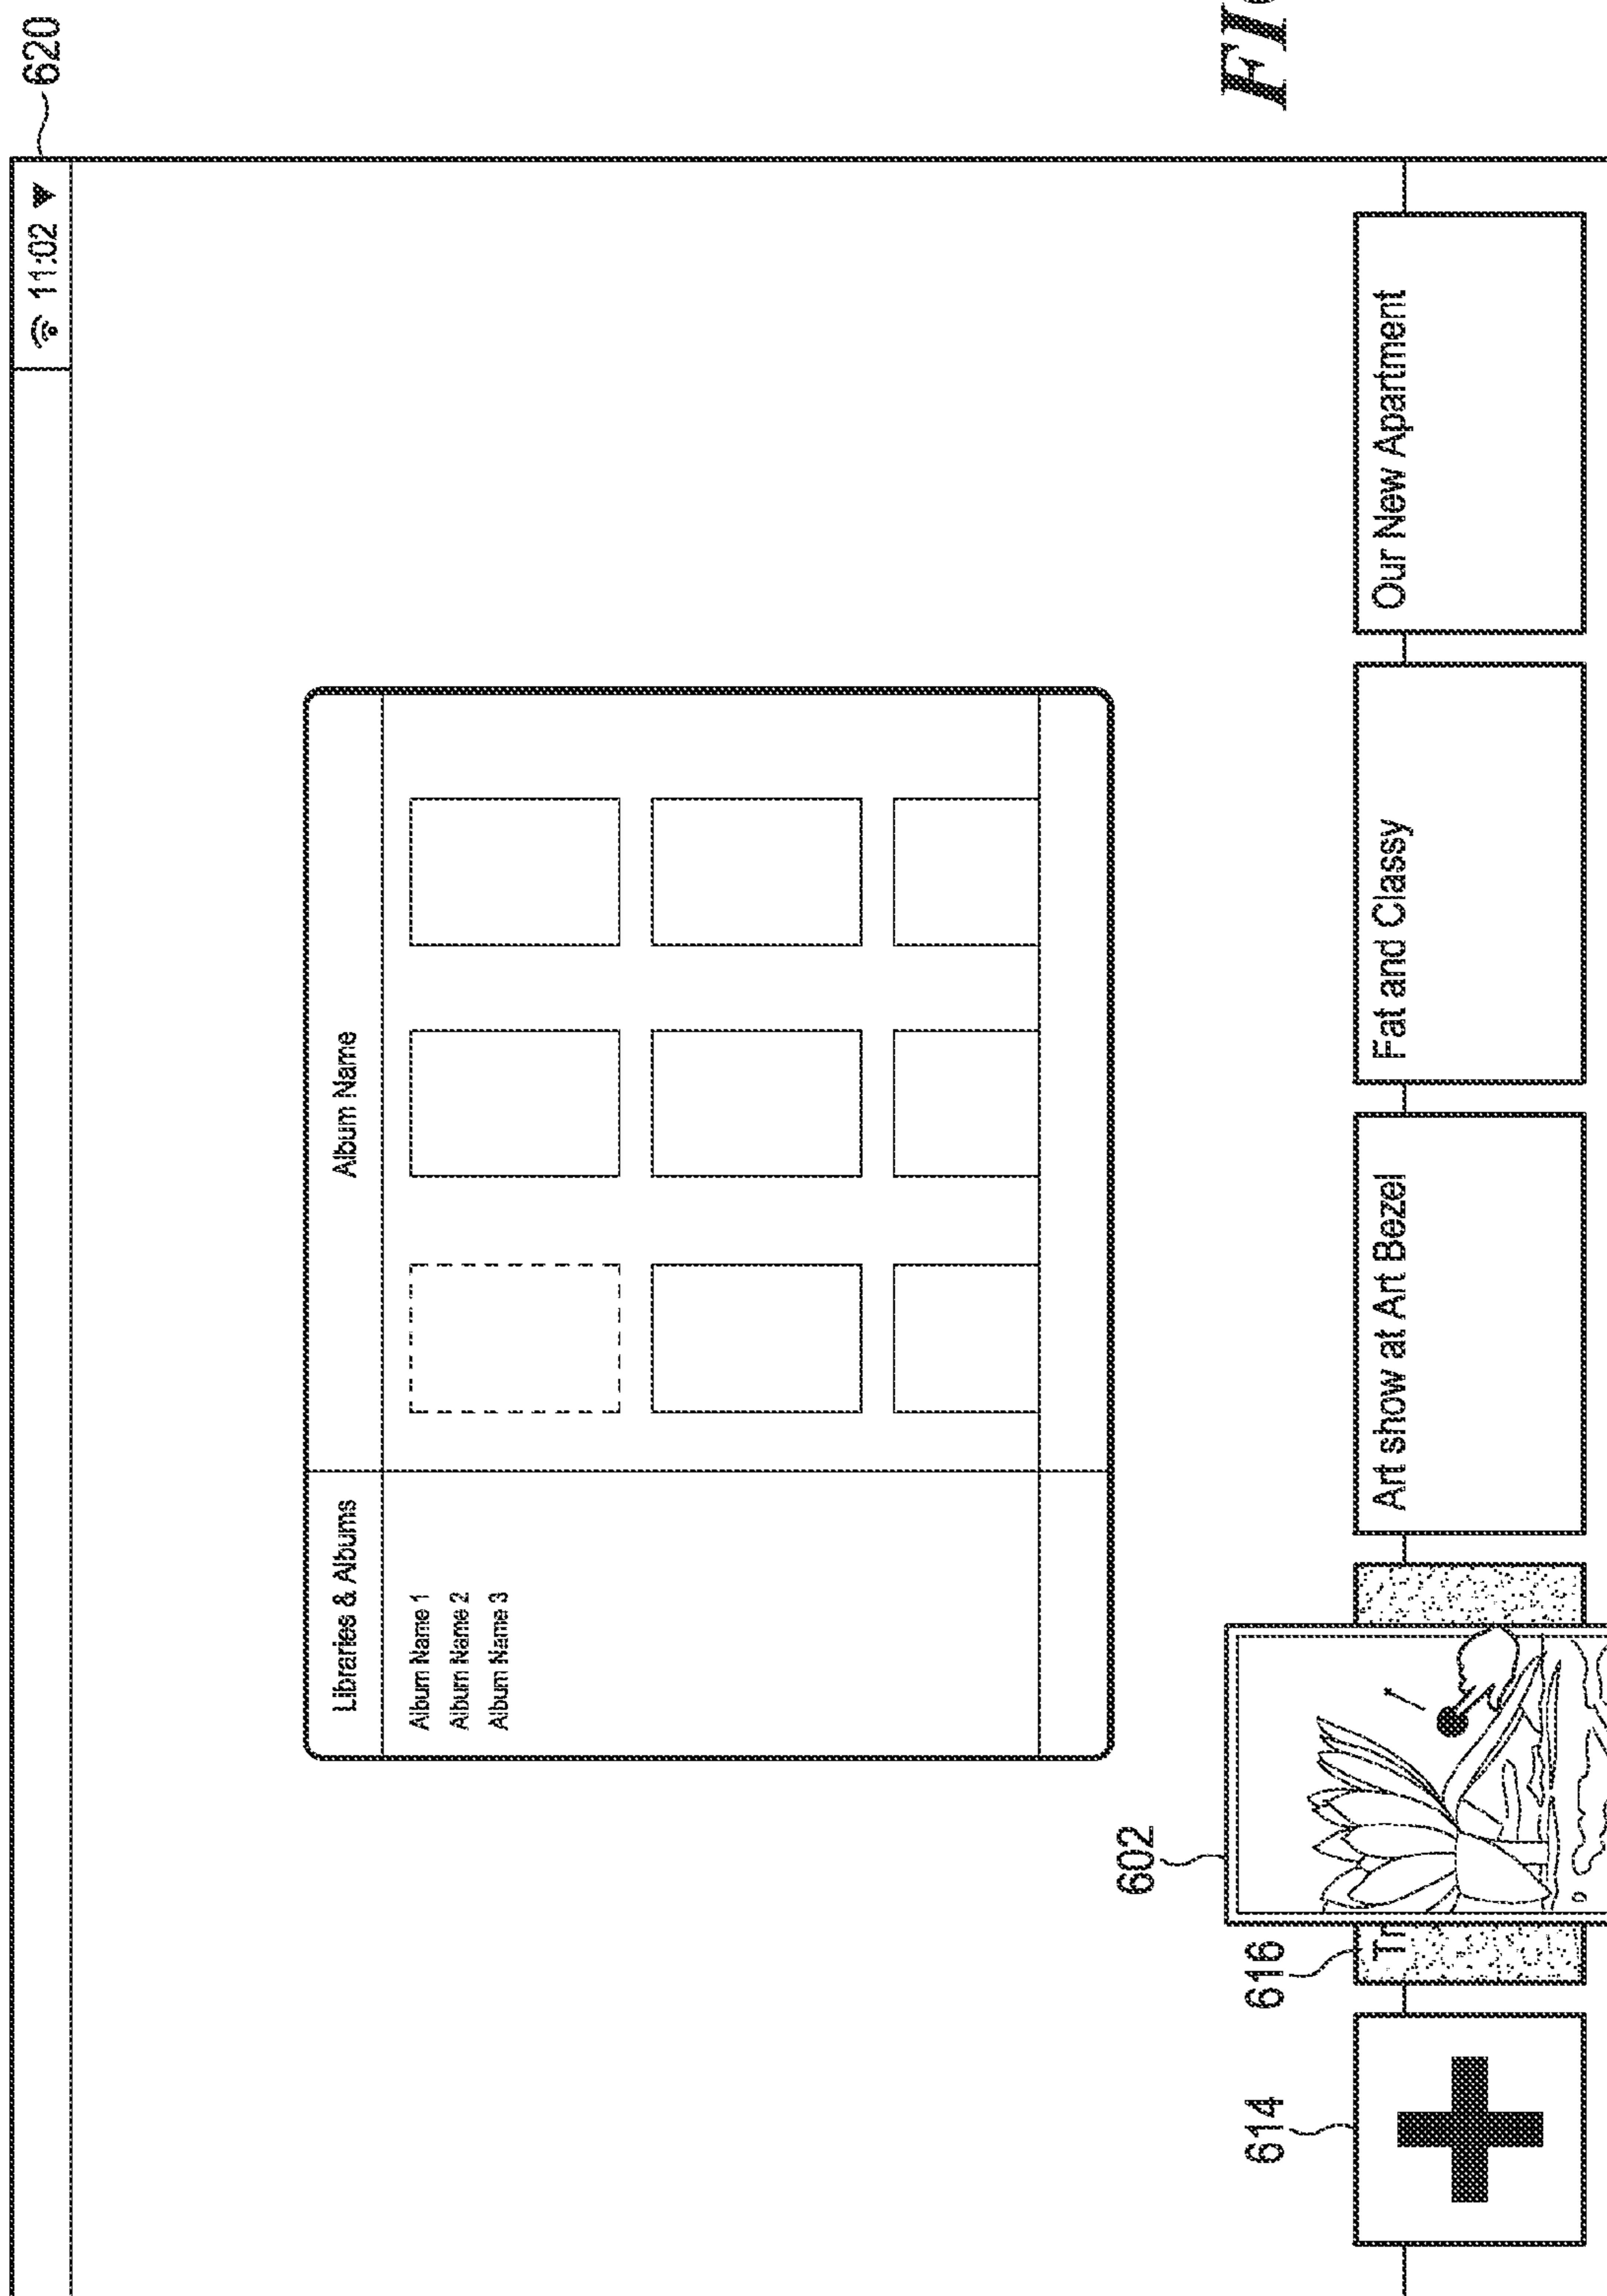 620
11:02
Libraries & Albums
Album Name
Album Name 1
Album Name 2
Album Name 3
602
614
616
Tr
Art show at Art Bezel
Fat and Classy
Our New Apartment